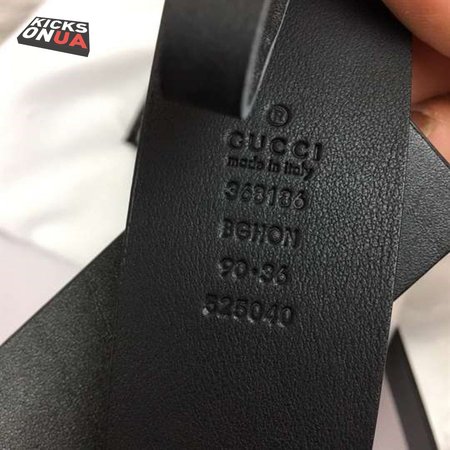 KICKS
ONUA
®
GUCCI
made in italy
368186
BGHON
90·36
525040